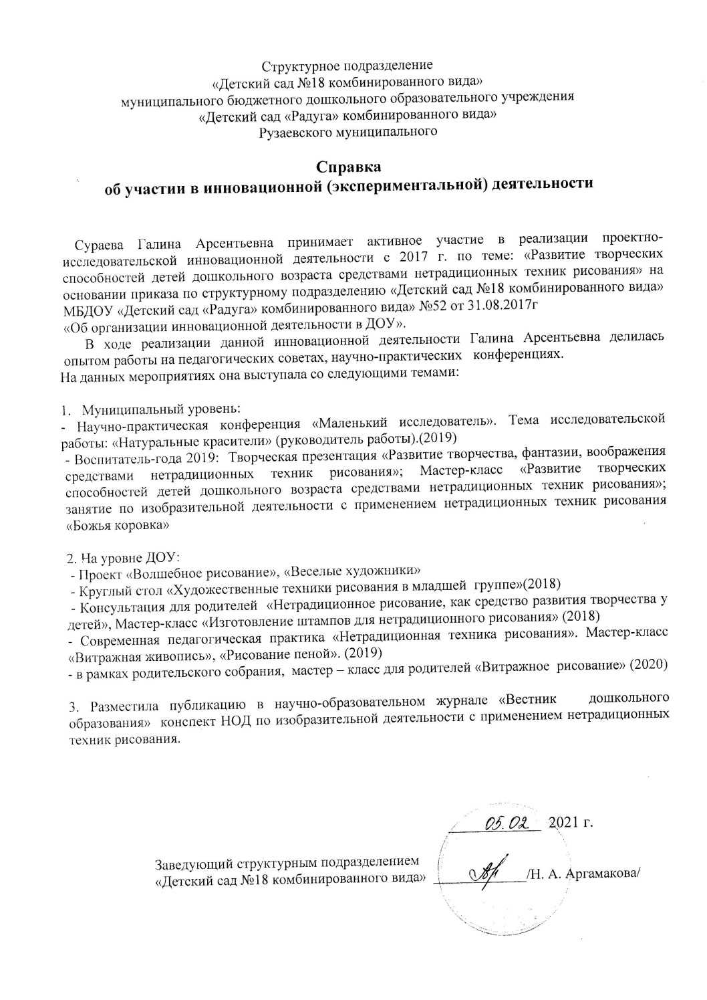 Структурное подразделение
«Детский сад №18 комбинированного вида»
муниципального бюджетного дошкольного образовательного учреждения
«Детский сад «Радуга» комбинированного вида»
Рузаевского муниципального
Справка
об участии в инновационной (экспериментальной) деятельности
Сураева Галина Арсентьевна принимает активное участие в реализации проектно-
исследовательской инновационной деятельности с 2017 г. по теме: «Развитие творческих
способностей детей дошкольного возраста средствами нетрадиционных техник рисования» на
основании приказа по структурному подразделению «Детский сад №18 комбинированного вида»
МБДОУ «Детский сад «Радуга» комбинированного вида» №52 от 31.08.2017г
«Об организации инновационной деятельности в ДОУ».
В ходе реализации данной инновационной деятельности Галина Арсентьевна делилась
опытом работы на педагогических советах, научно-практических конференциях.
На данных мероприятиях она выступала со следующими темами:
1. Муниципальный уровень:
- Научно-практическая конференция «Маленький исследователь». Тема исследовательской
работы: «Натуральные красители» (руководитель работы).(2019)
- Воспитатель-года 2019: Творческая презентация «Развитие творчества, фантазии, воображения
средствами нетрадиционных техник рисования»; Мастер-класс «Развитие творческих
способностей детей дошкольного возраста средствами нетрадиционных техник рисования»;
занятие по изобразительной деятельности с применением нетрадиционных техник рисования
«Божья коровка»
2. На уровне ДОУ:
- Проект «Волшебное рисование», «Веселые художники»
- Круглый стол «Художественные техники рисования в младшей группе»(2018)
- Консультация для родителей «Нетрадиционное рисование, как средство развития творчества у
детей», Мастер-класс «Изготовление штампов для нетрадиционного рисования» (2018)
- Современная педагогическая практика «Нетрадиционная техника рисования». Мастер-класс
«Витражная живопись», «Рисование пеной». (2019)
- в рамках родительского собрания, мастер – класс для родителей «Витражное рисование» (2020)
3. Разместила публикацию в научно-образовательном журнале «Вестник дошкольного
образования» конспект НОД по изобразительной деятельности с применением нетрадиционных
техник рисования.
05.02 2021 г.
Заведующий структурным подразделением
«Детский сад №18 комбинированного вида» /Н. А. Аргамакова/